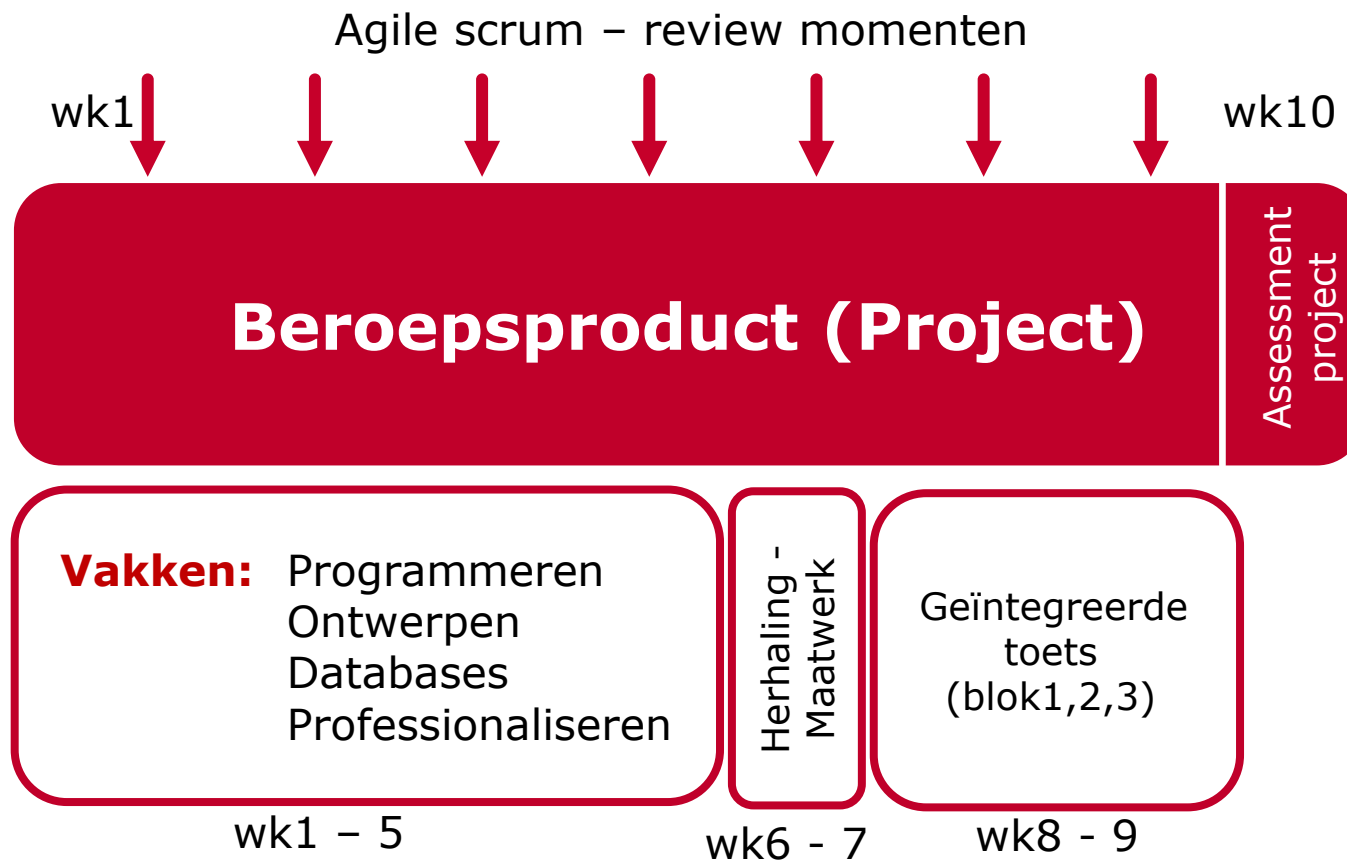 Agile scrum – review momenten
wk1
wk10
Beroepsproduct (Project)
Assessment
project
Vakken: Programmeren
Ontwerpen
Databases
Professionaliseren
Herhaling -
Maatwerk
Geïntegreerde
toets
(blok1,2,3)
wk1 – 5
wk6 - 7
wk8 - 9